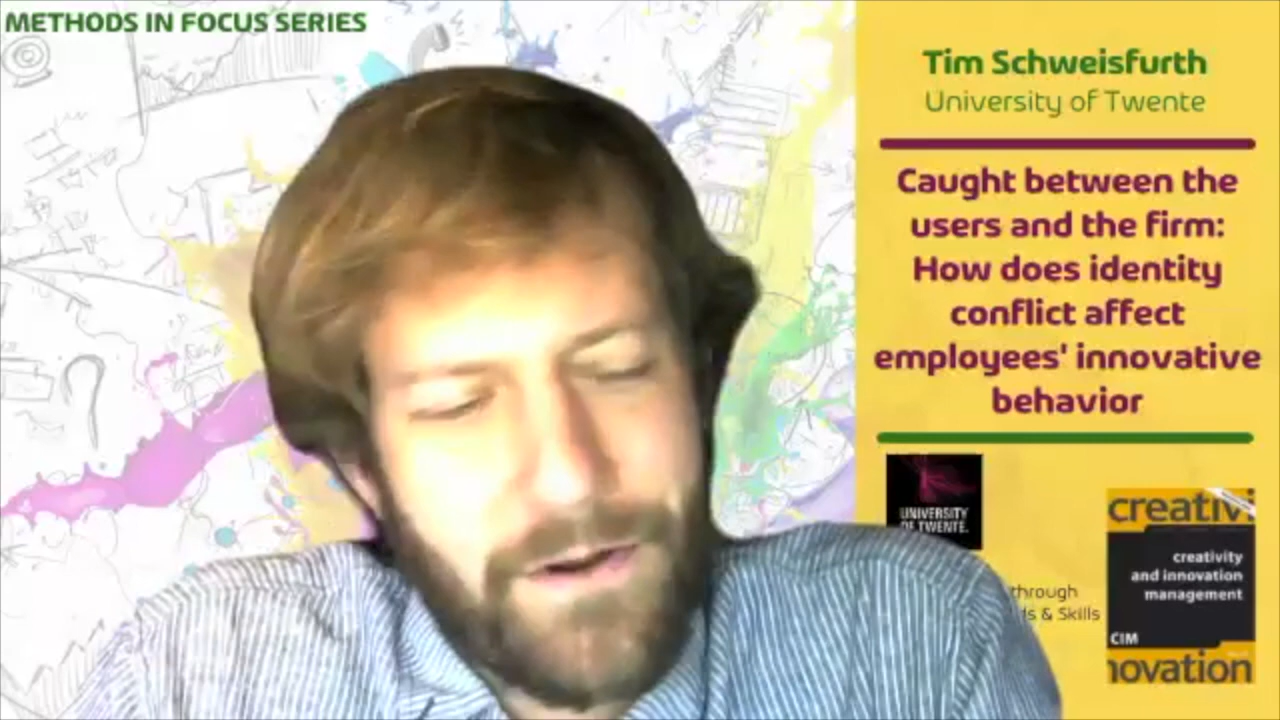 METHODS IN FOCUS SERIES
Tim Schweisfurth
University of Twente
Caught between the
users and the firm:
How does identity
conflict affect
employees' innovative
behavior
UNIVERSITY
OF TWENTE.
through
& Skills
creativi
creativity
and innovation
management
CIM
novation